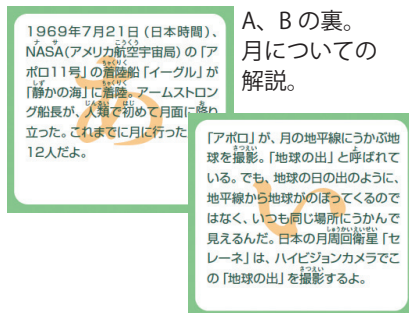 1969年7月21日(日本時間)、
NASA(アメリカ航空宇宙局)の「ア
ポロ11号」の着陸船「イーグル」が
「静かの海」に着陸。アームストロン
グ船長が、人類で初めて月面に降り
立った。これまでに月に行った
12人だよ。
あ
A、Bの裏。
月についての
解説。
「アポロ」が、月の地平線にうかぶ地
球を撮影。「地球の出」と呼ばれて
いる。でも、地球の日の出のように、
地平線から地球がのぼってくるので
はなく、いつも同じ場所にうかんで
見えるんだ。日本の月周回衛星「セ
レーネ」は、ハイビジョンカメラでこ
の「地球の出」を撮影するよ。
い